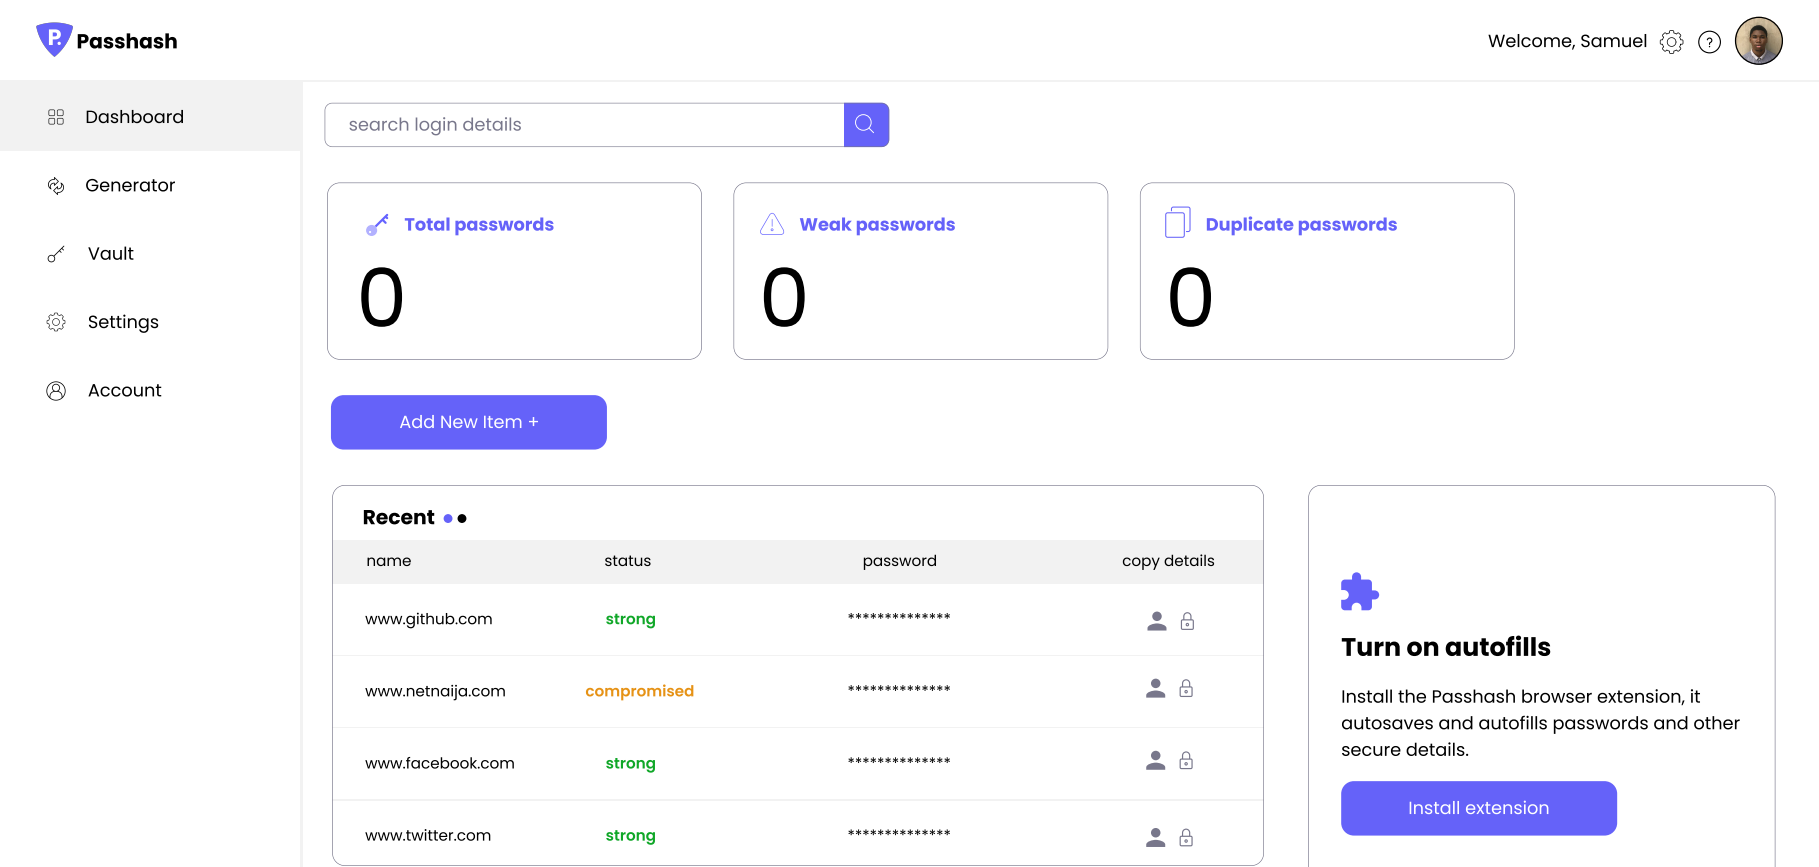 P. Passhash
Welcome, Samuel ?
Dashboard
Generator
Vault
Settings
Account
search login details
Total passwords
0
Weak passwords
0
Duplicate passwords
0
Add New Item +
Recent
name status password copy details
www.github.com strong **************
www.netnaija.com compromised **************
www.facebook.com strong **************
www.twitter.com strong **************
Turn on autofills
Install the Passhash browser extension, it
autosaves and autofills passwords and other
secure details.
Install extension